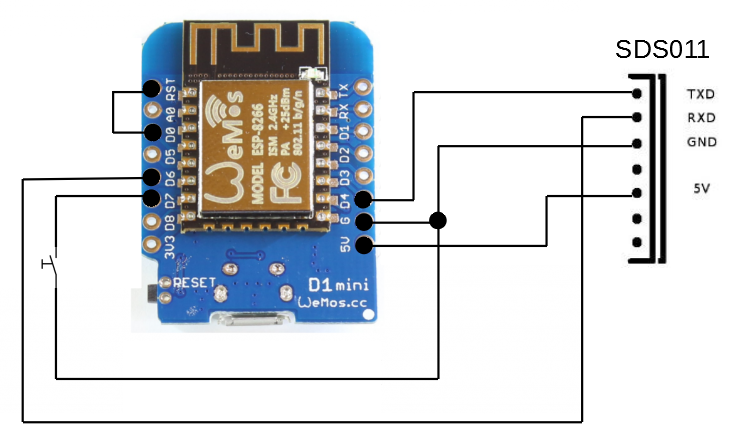 SDS011
TXD
RXD
GND
5V
RST
A0
D0
D5
D6
D7
D8
3V3
TX
RX
D1
D2
D3
D4
G
5V
WeMos
MODEL ESP-8266
ISM 2.4GHz
PA +25dBm
802.11 b/g/n
FC
RESET
D1 mini
WeMos.cc